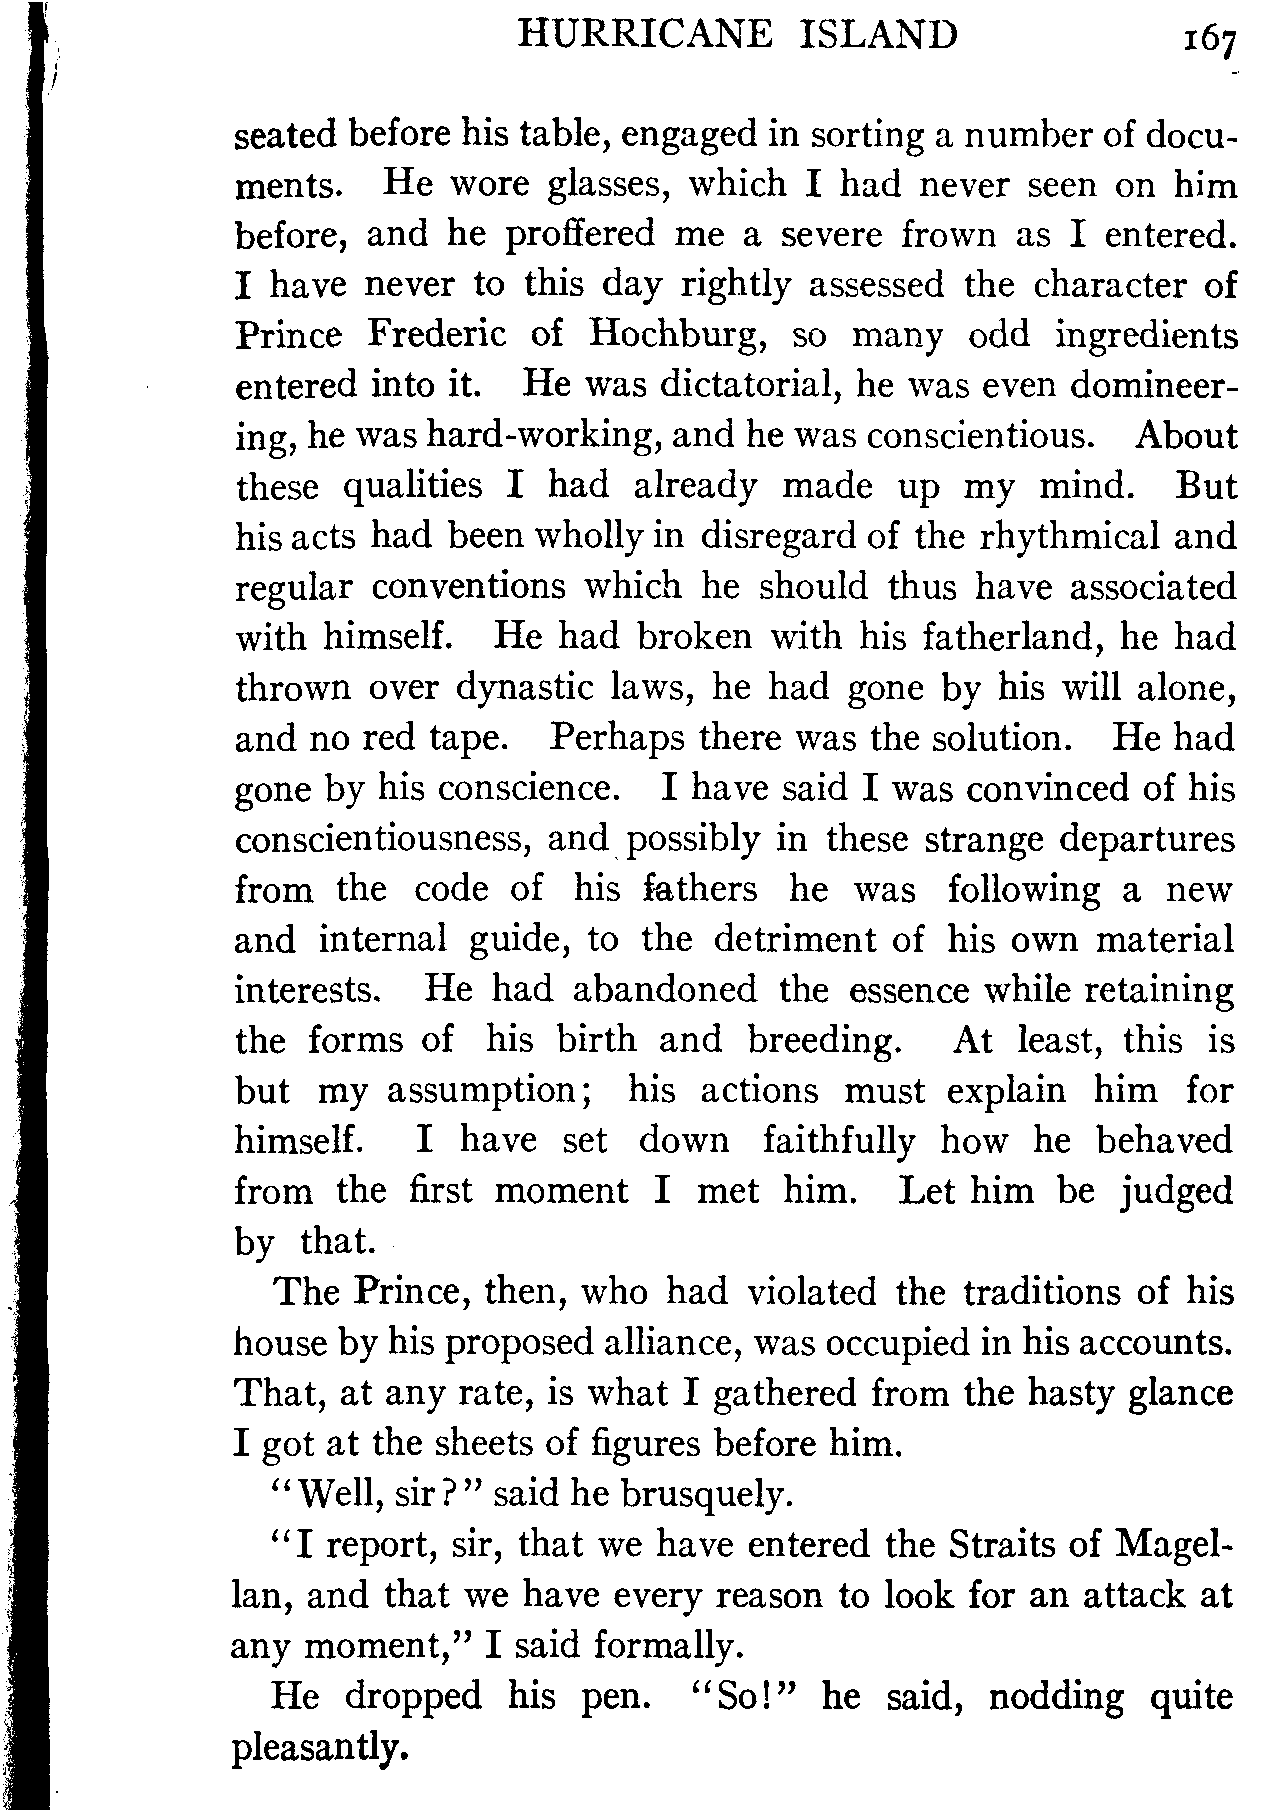 HURRICANE ISLAND 167
seated before his table, engaged in sorting a number of docu-
ments. He wore glasses, which I had never seen on him
before, and he proffered me a severe frown as I entered.
I have never to this day rightly assessed the character of
Prince Frederic of Hochburg, so many odd ingredients
entered into it. He was dictatorial, he was even domineer-
ing, he was hard-working, and he was conscientious. About
these qualities I had already made up my mind. But
his acts had been wholly in disregard of the rhythmical and
regular conventions which he should thus have associated
with himself. He had broken with his fatherland, he had
thrown over dynastic laws, he had gone by his will alone,
and no red tape. Perhaps there was the solution. He had
gone by his conscience. I have said I was convinced of his
conscientiousness, and possibly in these strange departures
from the code of his fathers he was following a new
and internal guide, to the detriment of his own material
interests. He had abandoned the essence while retaining
the forms of his birth and breeding. At least, this is
but my assumption; his actions must explain him for
himself. I have set down faithfully how he behaved
from the first moment I met him. Let him be judged
by that.
The Prince, then, who had violated the traditions of his
house by his proposed alliance, was occupied in his accounts.
That, at any rate, is what I gathered from the hasty glance
I got at the sheets of figures before him.
"Well, sir?" said he brusquely.
"I report, sir, that we have entered the Straits of Magel-
lan, and that we have every reason to look for an attack at
any moment," I said formally.
He dropped his pen. "So!" he said, nodding quite
pleasantly.